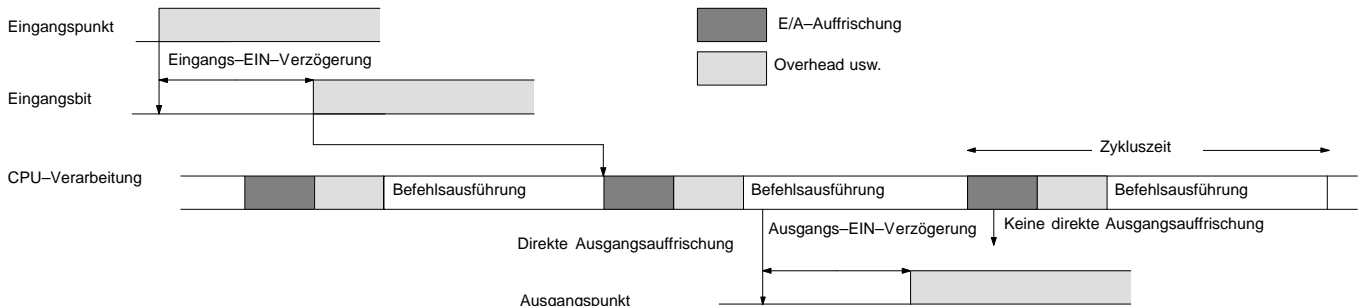 Eingangspunkt
E/A–Auffrischung
Eingangs–EIN–Verzögerung
Overhead usw.
Eingangsbit
Zykluszeit
CPU–Verarbeitung
Befehlsausführung
Befehlsausführung
Befehlsausführung
Direkte Ausgangsauffrischung
Ausgangs–EIN–Verzögerung
Keine direkte Ausgangsauffrischung
Ausgangspunkt